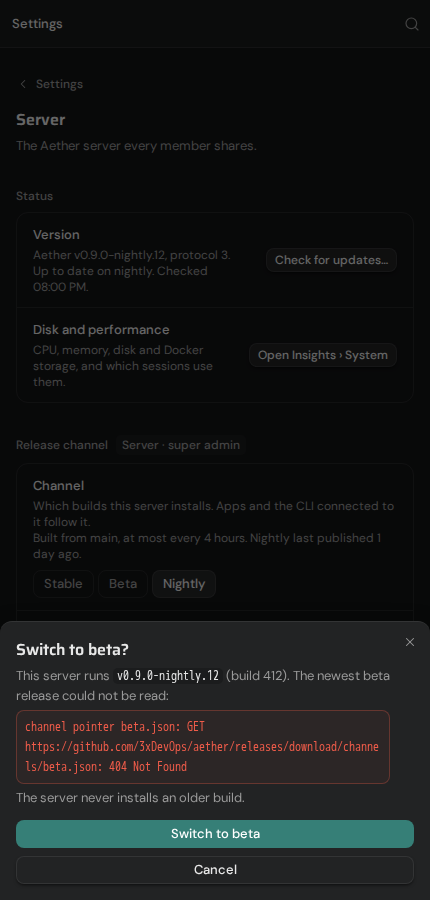 Settings
Settings
Server
The Aether server every member shares.
Status
Version
Aether v0.9.0-nightly.12, protocol 3.
Up to date on nightly. Checked
08:00 PM.
Check for updates…
Disk and performance
CPU, memory, disk and Docker
storage, and which sessions use
them.
Open Insights › System
Release channel Server · super admin
Channel
Which builds this server installs. Apps and the CLI connected to
it follow it.
Built from main, at most every 4 hours. Nightly last published 1
day ago.
Stable Beta Nightly
Switch to beta?
This server runs v0.9.0-nightly.12 (build 412). The newest beta
release could not be read:
channel pointer beta.json: GET
https://github.com/3xDevOps/aether/releases/download/channe
ls/beta.json: 404 Not Found
The server never installs an older build.
Switch to beta
Cancel